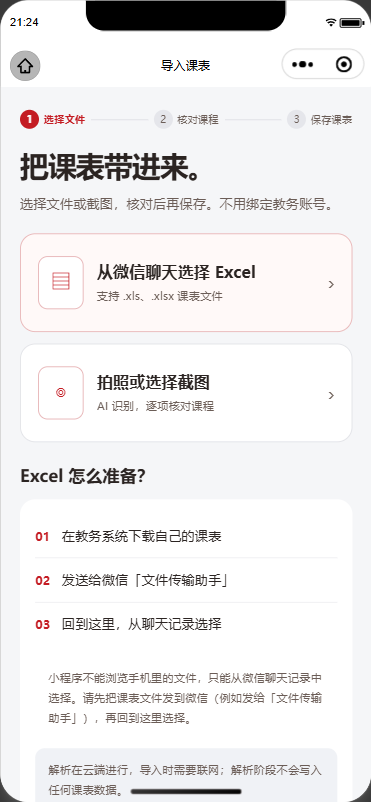 21:24
导入课表
1 选择文件
2 核对课程
3 保存课表
把课表带进来。
选择文件或截图，核对后再保存。不用绑定教务账号。
从微信聊天选择 Excel
支持 .xls、.xlsx 课表文件
拍照或选择截图
AI 识别，逐项核对课程
Excel 怎么准备？
01 在教务系统下载自己的课表
02 发送给微信「文件传输助手」
03 回到这里，从聊天记录选择
小程序不能浏览手机里的文件，只能从微信聊天记录中
选择。请先把课表文件发到微信（例如发给「文件传输
助手」），再回到这里选择。
解析在云端进行，导入时需要联网；解析阶段不会写入
任何课表数据。